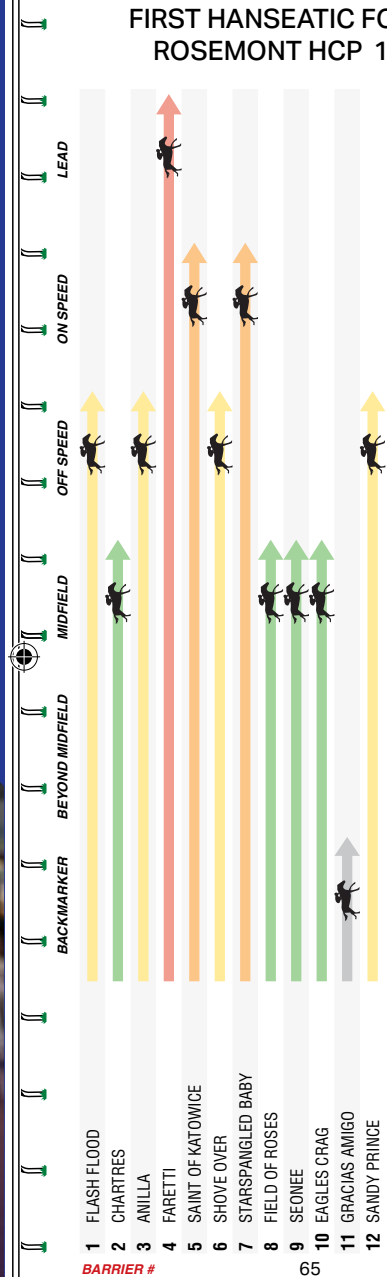 FIRST HANSEATIC FO
ROSEMONT HCP 1
LEAD
ON SPEED
OFF SPEED
MIDFIELD
BEYOND MIDFIELD
BACKMARKER
1 FLASH FLOOD
2 CHARTRES
3 ANILLA
4 FARETTI
5 SAINT OF KATOWICE
6 SHOVE OVER
7 STARSPANGLED BABY
8 FIELD OF ROSES
9 SEONEE
10 EAGLES CRAG
11 GRACIAS AMIGO
12 SANDY PRINCE
BARRIER #
65